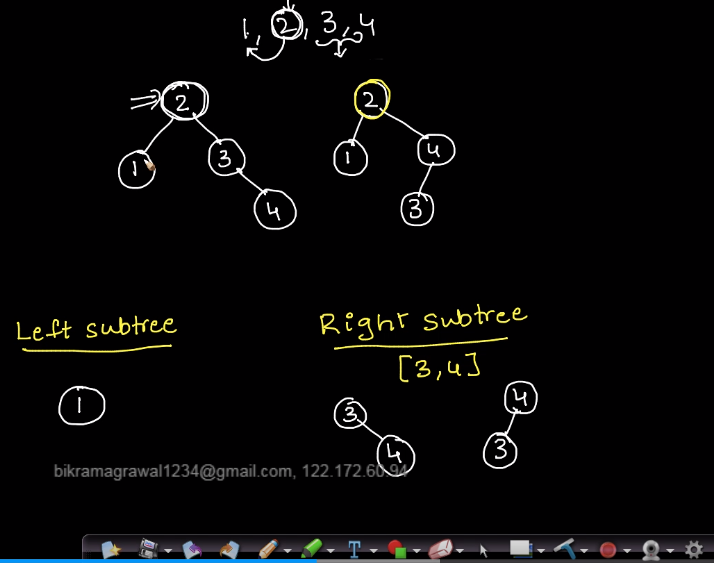 1, 2, 3, 4
2
2
1
3
1
4
4
3
Left subtree
Right subtree
[3,4]
1
3
4
4
3
bikramagrawal1234@gmail.com, 122.172.60.94
T